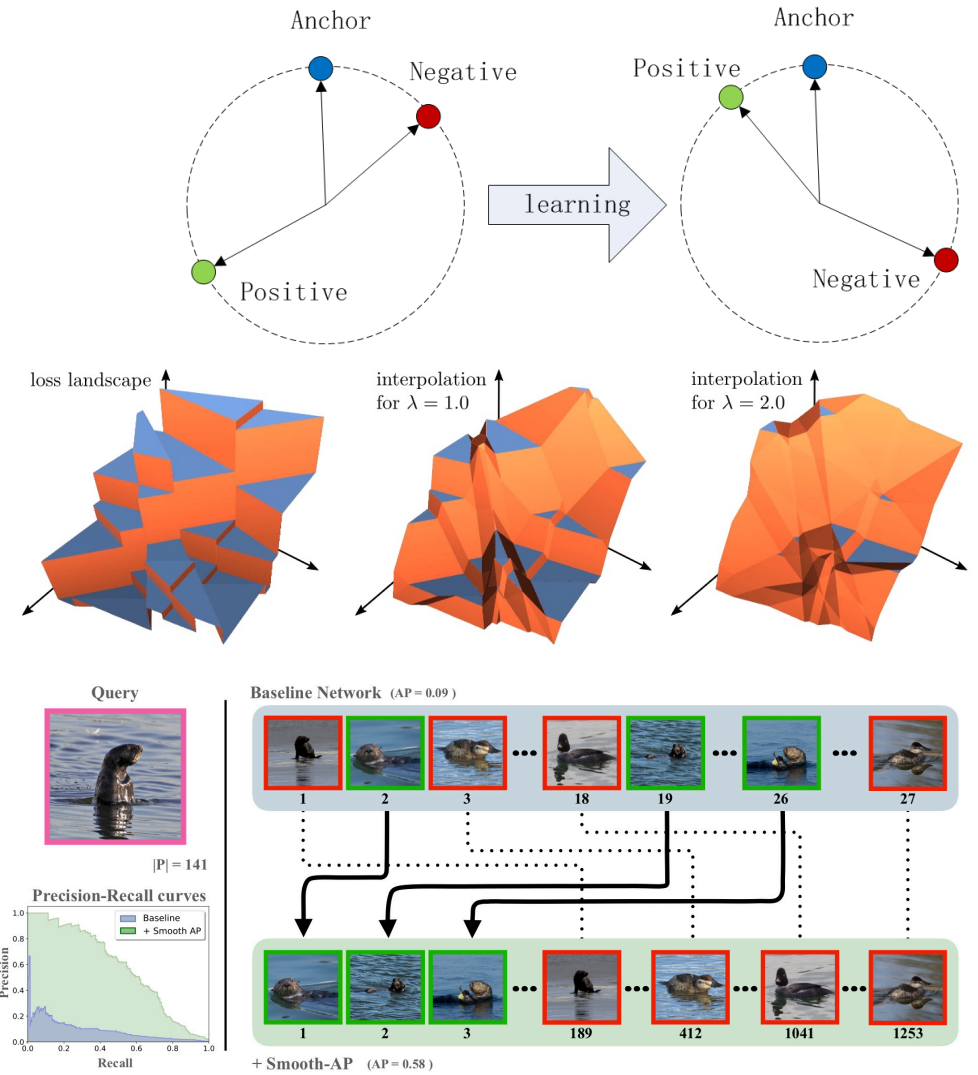 Anchor
Negative
Positive
learning
Anchor
Positive
Negative
loss landscape
interpolation
for λ = 1.0
interpolation
for λ = 2.0
Query
|P| = 141
Baseline Network (AP = 0.09 )
1 2 3 18 19 26 27
Precision-Recall curves
Baseline
+ Smooth AP
Precision
1.0
0.8
0.6
0.4
0.2
0.0
0.0 0.2 0.4 0.6 0.8 1.0
Recall
1 2 3 189 412 1041 1253
+ Smooth-AP (AP = 0.58 )